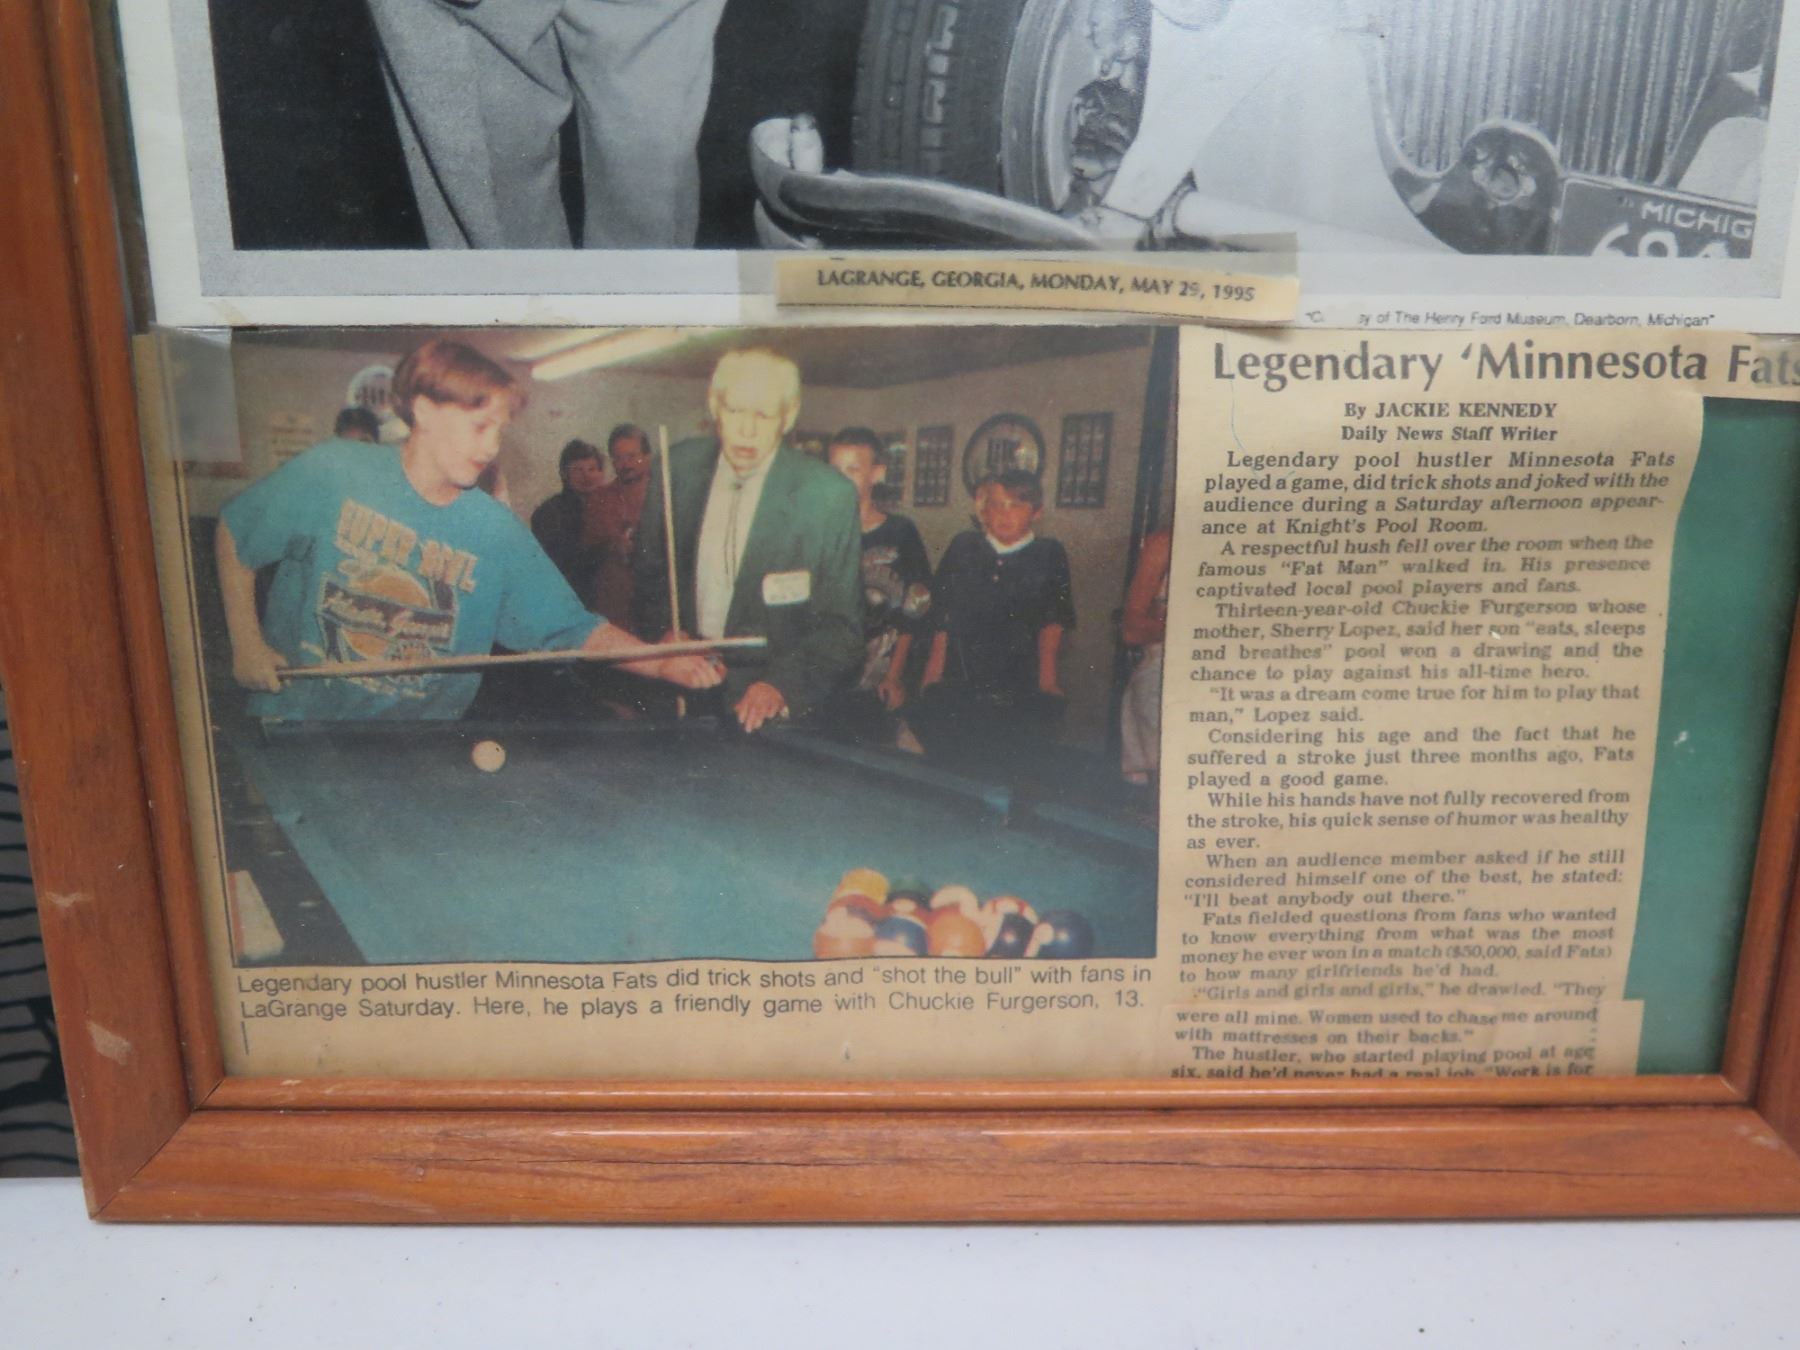 MICHIG
LAGRANGE, GEORGIA, MONDAY, MAY 29, 1995
sy of The Henry Ford Museum, Dearborn, Michigan"
SUPER BOWL
Legendary 'Minnesota Fats
By JACKIE KENNEDY
Daily News Staff Writer
Legendary pool hustler Minnesota Fats
played a game, did trick shots and joked with the
audience during a Saturday afternoon appear-
ance at Knight's Pool Room.
A respectful hush fell over the room when the
famous "Fat Man" walked in. His presence
captivated local pool players and fans.
Thirteen-year-old Chuckie Furgerson whose
mother, Sherry Lopez, said her son "eats, sleeps
and breathes" pool won a drawing and the
chance to play against his all-time hero.
"It was a dream come true for him to play that
man," Lopez said.
Considering his age and the fact that he
suffered a stroke just three months ago, Fats
played a good game.
While his hands have not fully recovered from
the stroke, his quick sense of humor was healthy
as ever.
When an audience member asked if he still
considered himself one of the best, he stated:
"I'll beat anybody out there."
Fats fielded questions from fans who wanted
to know everything from what was the most
money he ever won in a match ($50,000, said Fats)
to how many girlfriends he'd had.
"Girls and girls and girls," he drawled. "They
were all mine. Women used to chase me around
with mattresses on their backs."
The hustler, who started playing pool at age
six, said he'd never had a real job. "Work is for
Legendary pool hustler Minnesota Fats did trick shots and "shot the bull" with fans in
LaGrange Saturday. Here, he plays a friendly game with Chuckie Furgerson, 13.